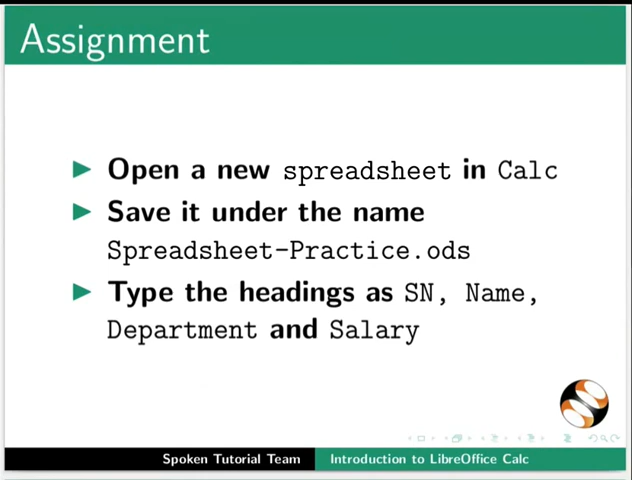 Assignment
Open a new spreadsheet in Calc
Save it under the name
Spreadsheet-Practice.ods
Type the headings as SN, Name,
Department and Salary
Spoken Tutorial Team Introduction to LibreOffice Calc